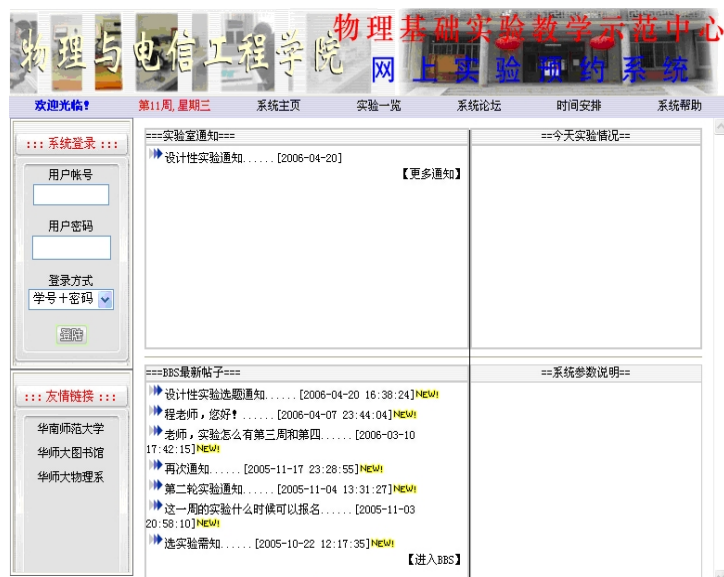 物理与电信工程学院
物理基础实验教学示范中心
网上实验预约系统
欢迎光临! 第11周, 星期三 系统主页 实验一览 系统论坛 时间安排 系统帮助
::: 系统登录 :::
用户帐号
用户密码
登录方式
学号+密码
登陆
::: 友情链接 :::
华南师范大学
华师大图书馆
华师大物理系
===实验室通知===
设计性实验通知......[2006-04-20]
【更多通知】
==今天实验情况==
===BBS最新帖子===
设计性实验选题通知......[2006-04-20 16:38:24]NEW!
程老师，您好! ......[2006-04-07 23:44:04]NEW!
老师，实验怎么有第三周和第四......[2006-03-10
17:42:15]NEW!
再次通知......[2005-11-17 23:28:55]NEW!
第二轮实验通知......[2005-11-04 13:31:27]NEW!
这一周的实验什么时候可以报名......[2005-11-03
20:58:10]NEW!
选实验需知......[2005-10-22 12:17:35]NEW!
【进入BBS】
==系统参数说明==